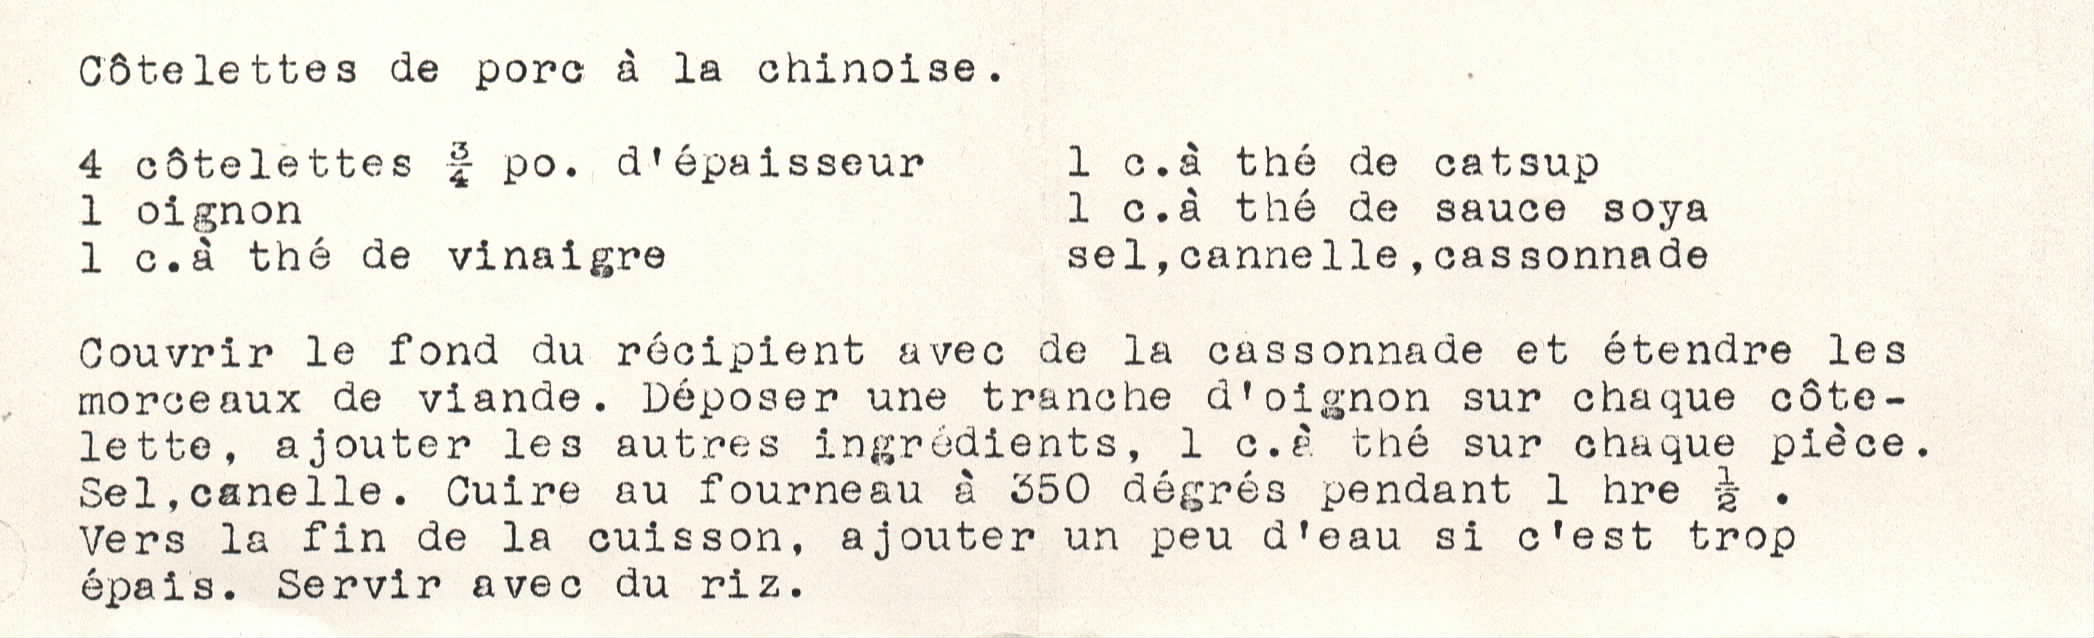 Côtelettes de porc à la chinoise.
4 côtelettes ¾ po. d'épaisseur
1 oignon
1 c.à thé de vinaigre
1 c.à thé de catsup
1 c.à thé de sauce soya
sel,cannelle,cassonnade
Couvrir le fond du récipient avec de la cassonnade et étendre les
morceaux de viande. Déposer une tranche d'oignon sur chaque côte-
lette, ajouter les autres ingrédients, 1 c.à thé sur chaque pièce.
Sel,canelle. Cuire au fourneau à 350 dégrés pendant 1 hre ½ .
Vers la fin de la cuisson, ajouter un peu d'eau si c'est trop
épais. Servir avec du riz.